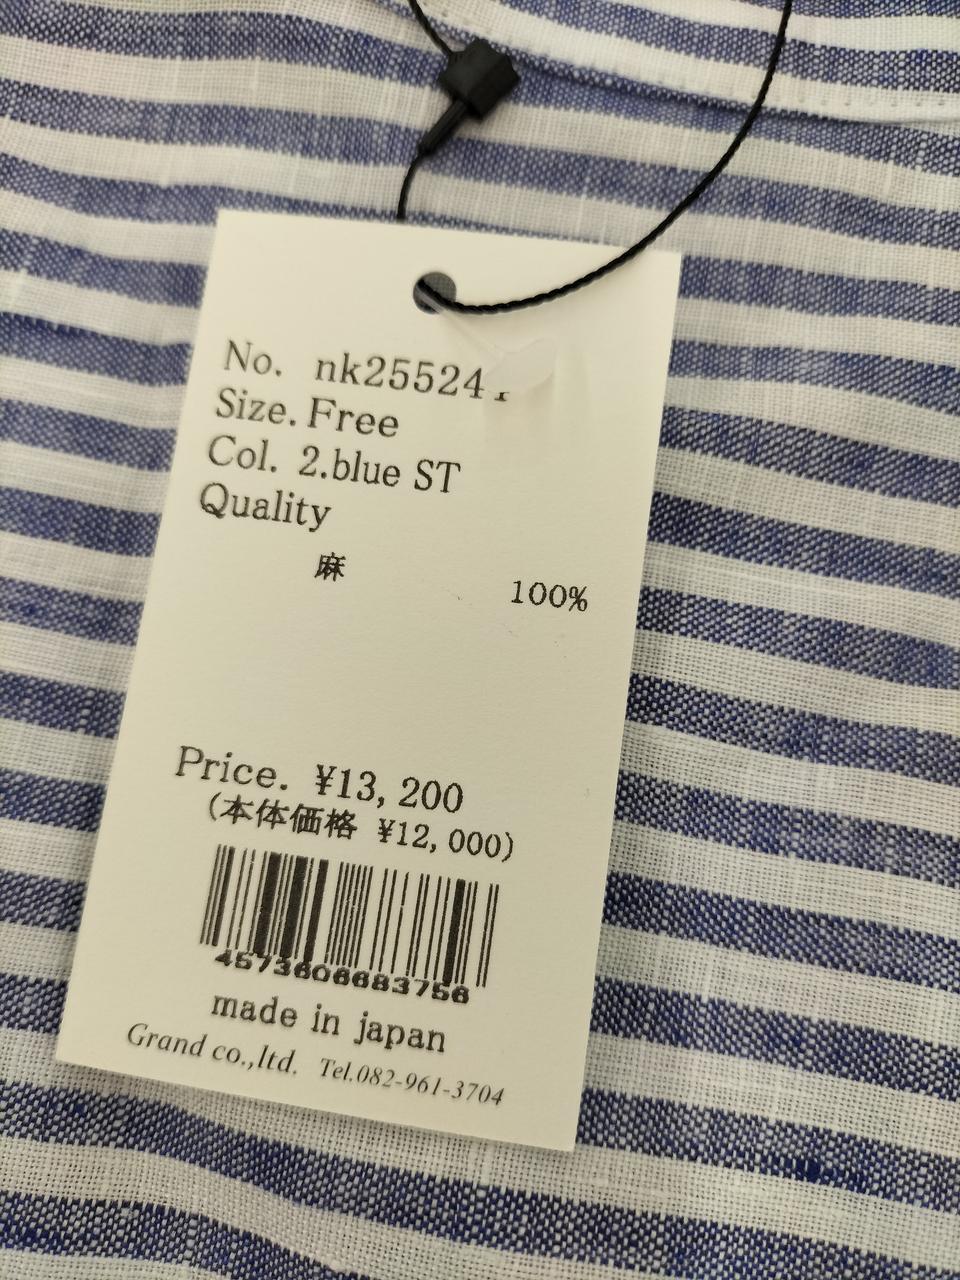 No. nk25524
Size. Free
Col. 2.blue ST
Quality
麻 100%
Price. ¥13,200
(本体価格 ¥12,000)
4573606683756
made in japan
Grand co.,ltd. Tel.082-961-3704